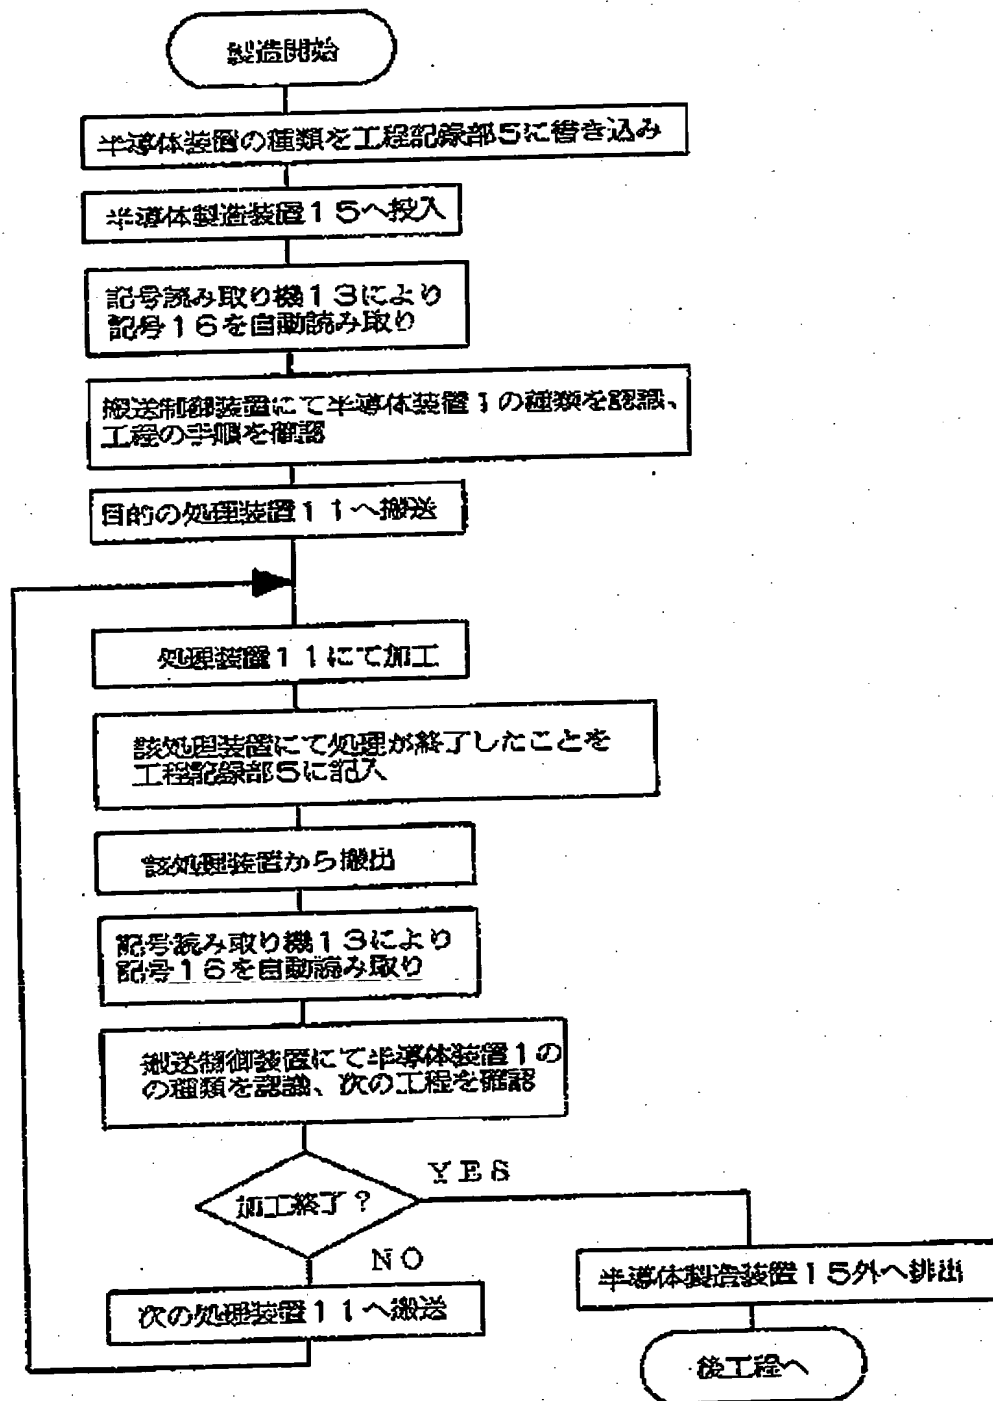 製造開始
半導体装置の種類を工程記録部5に書き込み
半導体製造装置15へ投入
記号読み取り機13により
記号16を自動読み取り
搬送制御装置にて半導体装置1の種類を認識、
工程の手順を確認
目的の処理装置11へ搬送
処理装置11にて加工
該処理装置にて処理が終了したことを
工程記録部5に記入
該処理装置から搬出
記号読み取り機13により
記号16を自動読み取り
搬送制御装置にて半導体装置1の
の種類を認識、次の工程を確認
加工終了?
YES
NO
次の処理装置11へ搬送
半導体製造装置15外へ排出
後工程へ